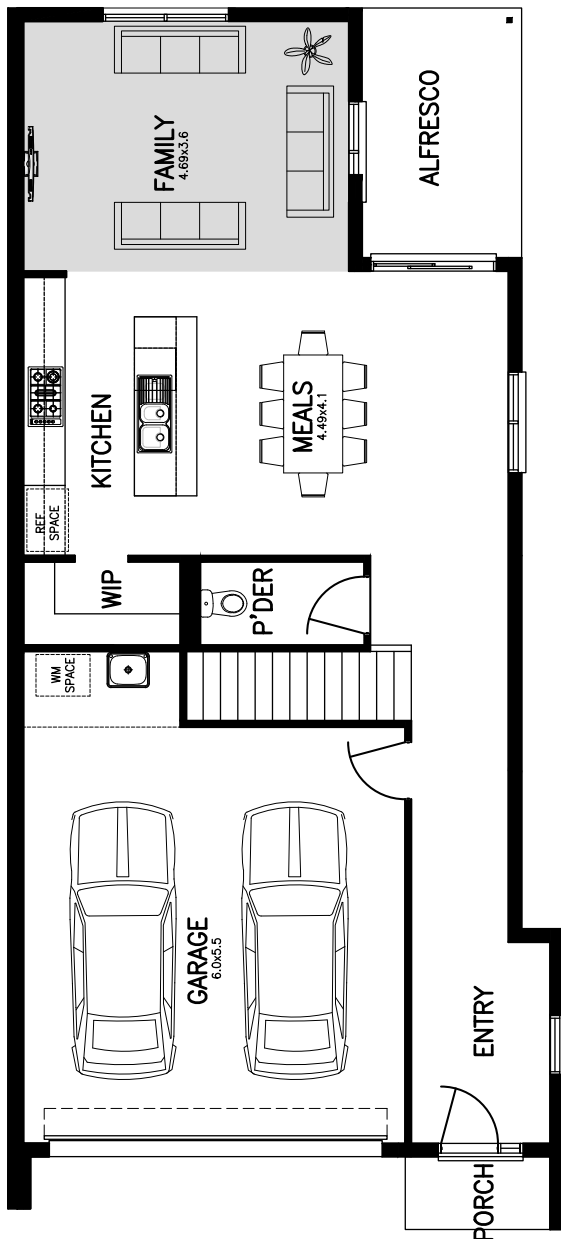 FAMILY
4.69x3.6
ALFRESCO
KITCHEN
MEALS
4.49x4.1
REF
SPACE
WIP
P'DER
WM
SPACE
GARAGE
6.0x5.5
ENTRY
PORCH